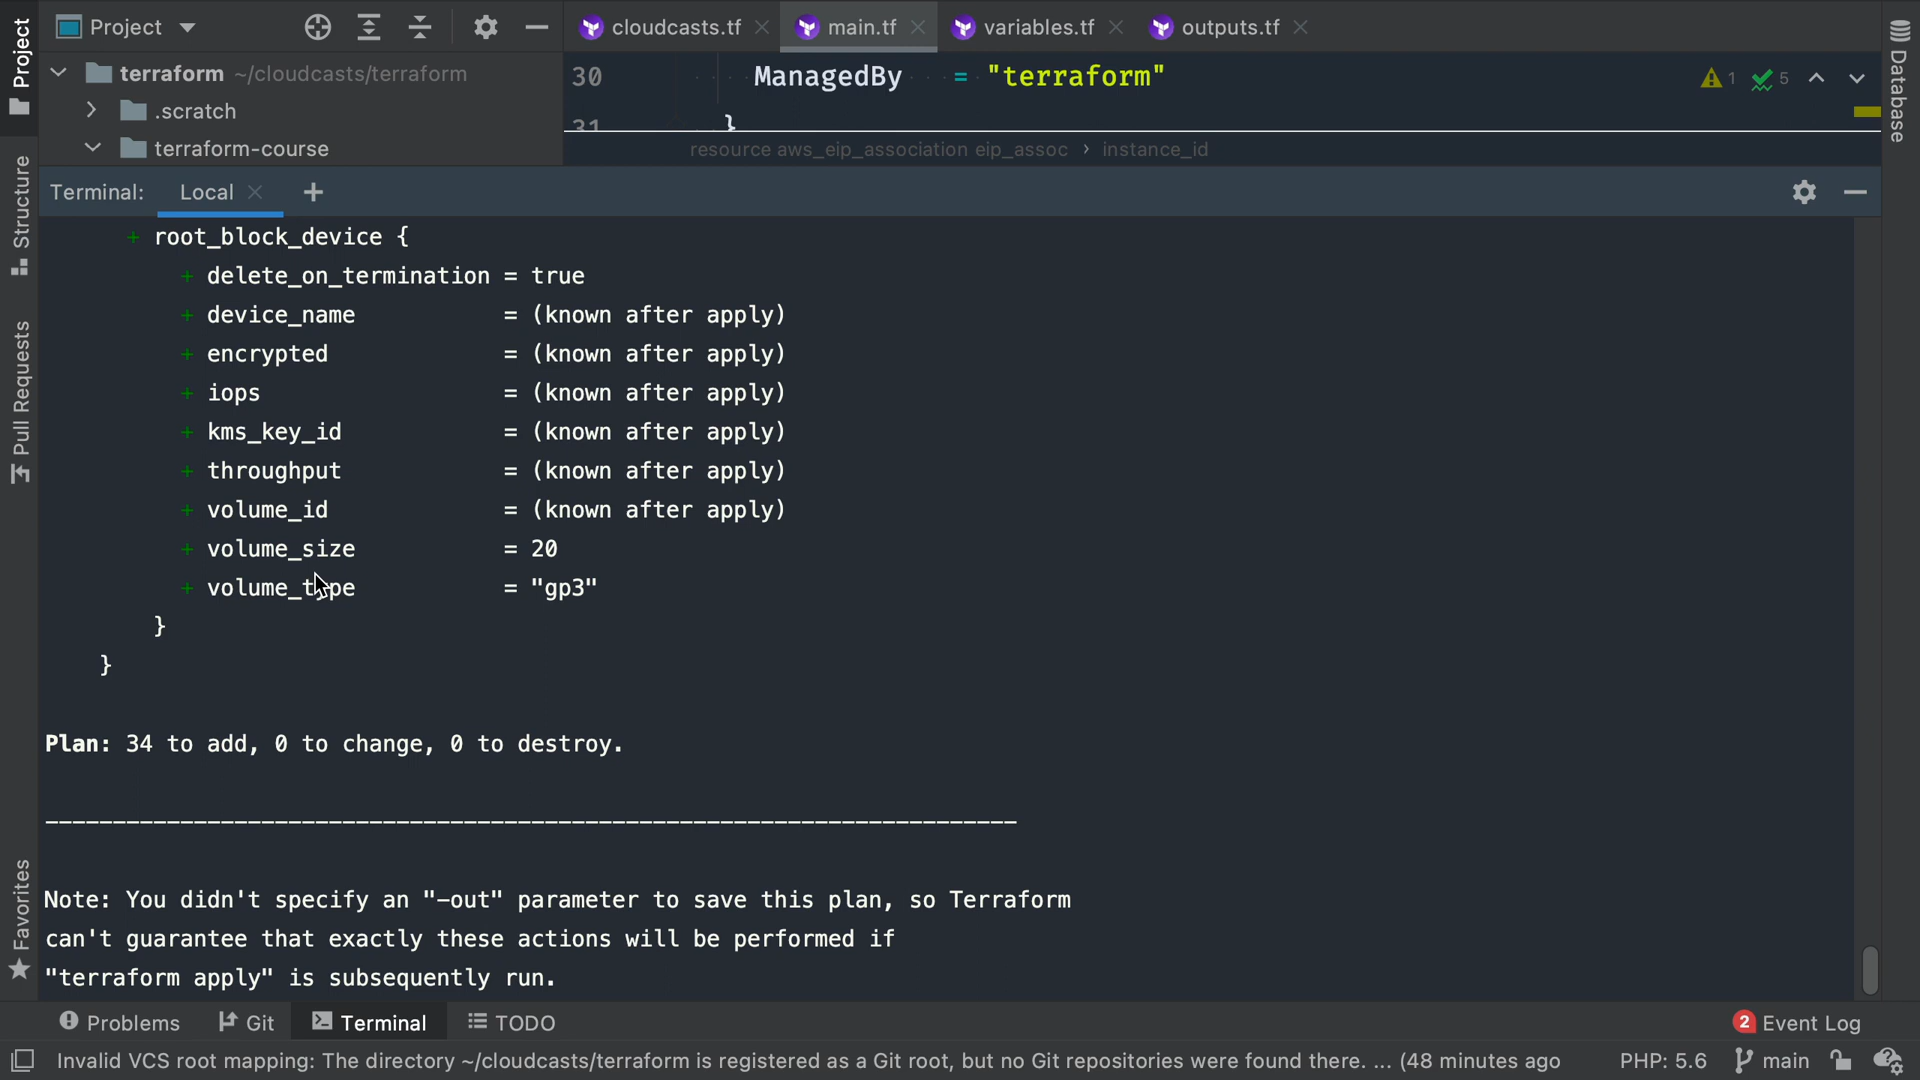 Project
cloudcasts.tf
main.tf
variables.tf
outputs.tf
terraform ~/cloudcasts/terraform
.scratch
terraform-course
30 ManagedBy = "terraform"
1 5
31 }
resource aws_eip_association eip_assoc › instance_id
Project
Structure
Pull Requests
Favorites
Database
Terminal: Local +
+ root_block_device {
+ delete_on_termination = true
+ device_name = (known after apply)
+ encrypted = (known after apply)
+ iops = (known after apply)
+ kms_key_id = (known after apply)
+ throughput = (known after apply)
+ volume_id = (known after apply)
+ volume_size = 20
+ volume_type = "gp3"
}
}
Plan: 34 to add, 0 to change, 0 to destroy.
------------------------------------------------------------------------
Note: You didn't specify an "-out" parameter to save this plan, so Terraform
can't guarantee that exactly these actions will be performed if
"terraform apply" is subsequently run.
Problems Git Terminal TODO 2 Event Log
Invalid VCS root mapping: The directory ~/cloudcasts/terraform is registered as a Git root, but no Git repositories were found there. ... (48 minutes ago PHP: 5.6 main